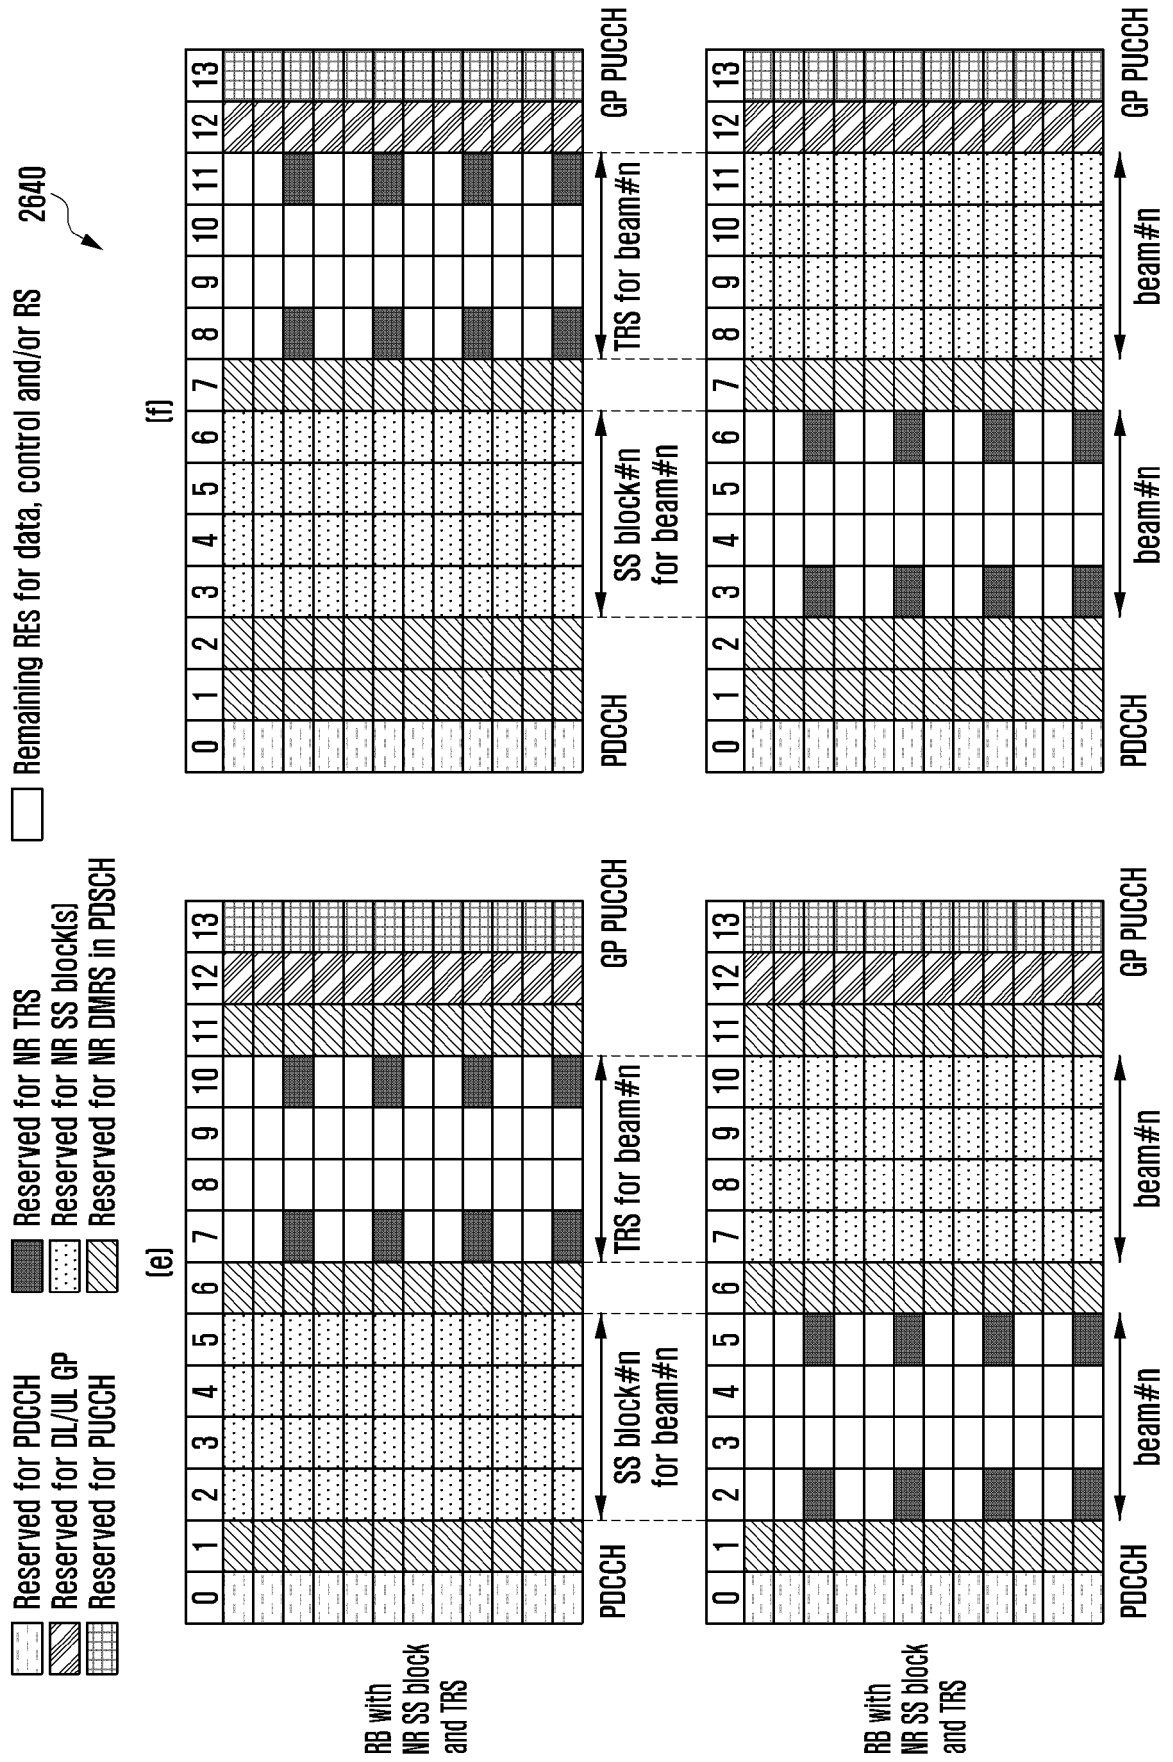 Reserved for PDCCH
Reserved for DL/UL GP
Reserved for PUCCH
Reserved for NR TRS
Reserved for NR SS block(s)
Reserved for NR DMRS in PDSCH
Remaining REs for data, control and/or RS
2640
(e)
0 1 2 3 4 5 6 7 8 9 10 11 12 13
RB with
NR SS block
and TRS
PDCCH
SS block#n
for beam#n
TRS for beam#n
GP PUCCH
0 1 2 3 4 5 6 7 8 9 10 11 12 13
RB with
NR SS block
and TRS
PDCCH
beam#n
beam#n
GP PUCCH
(f)
0 1 2 3 4 5 6 7 8 9 10 11 12 13
PDCCH
SS block#n
for beam#n
TRS for beam#n
GP PUCCH
0 1 2 3 4 5 6 7 8 9 10 11 12 13
PDCCH
beam#n
beam#n
GP PUCCH